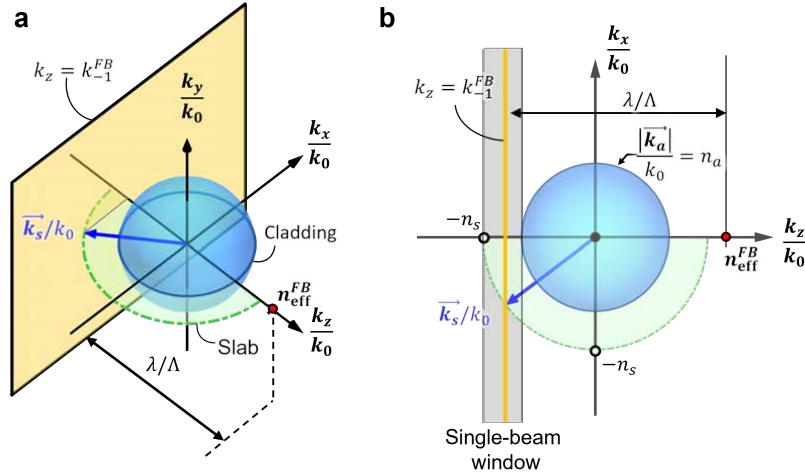 a
k_z = k_{-1}^{FB}
k_y/k_0
k_x/k_0
k_s/k_0
Cladding
n_eff^{FB}
k_z/k_0
Slab
λ/Λ
b
k_x/k_0
k_z = k_{-1}^{FB}
λ/Λ
|k_a|/k_0 = n_a
−n_s
k_z/k_0
n_eff^{FB}
k_s/k_0
−n_s
Single-beam
window